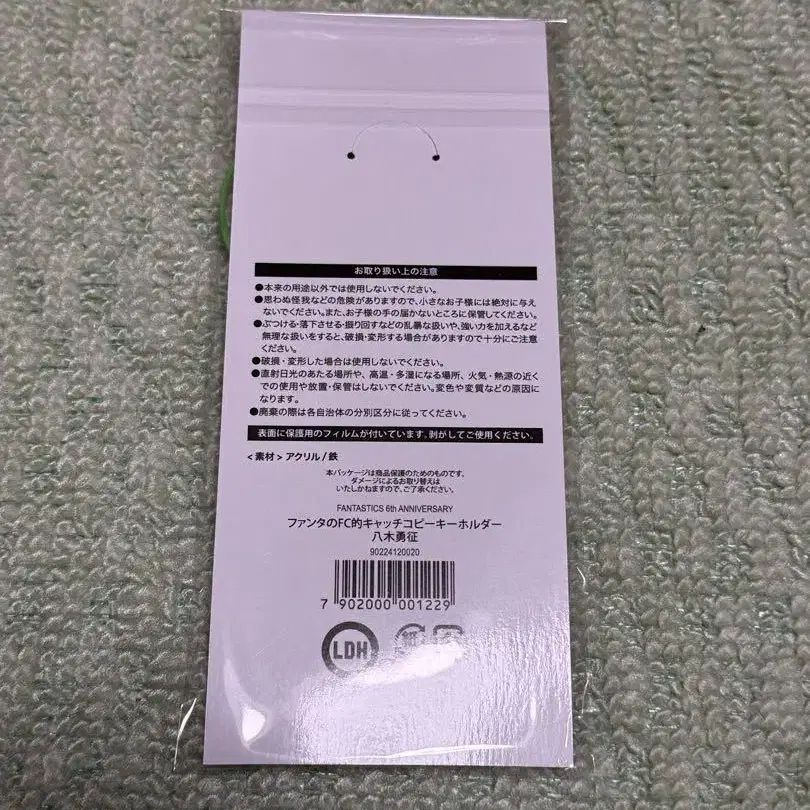 お取り扱い上の注意
●本来の用途以外では使用しないでください。
●思わぬ怪我などの危険がありますので、小さなお子様には絶対に与え
ないでください。また、お子様の手の届かないところに保管してください。
●ぶつける・落下させる・振り回すなどの乱暴な扱いや、強い力を加えるなど
無理な扱いをすると、破損・変形する場合がありますので十分にご注意
ください。
●破損・変形した場合は使用しないでください。
●直射日光のあたる場所や、高温・多湿になる場所、火気・熱源の近く
での使用や放置・保管はしないでください。変色や変質などの原因に
なります。
●廃棄の際は各自治体の分別区分に従ってください。
表面に保護用のフィルムが付いています。剥がしてご使用ください。
<素材> アクリル/鉄
本パッケージは商品保護のためのものです。
ダメージによるお取り替えは
いたしかねますので、ご了承ください。
FANTASTICS 6th ANNIVERSARY
ファンタのFC的キャッチコピーキーホルダー
八木勇征
90224120020
7 902000 001229
LDH